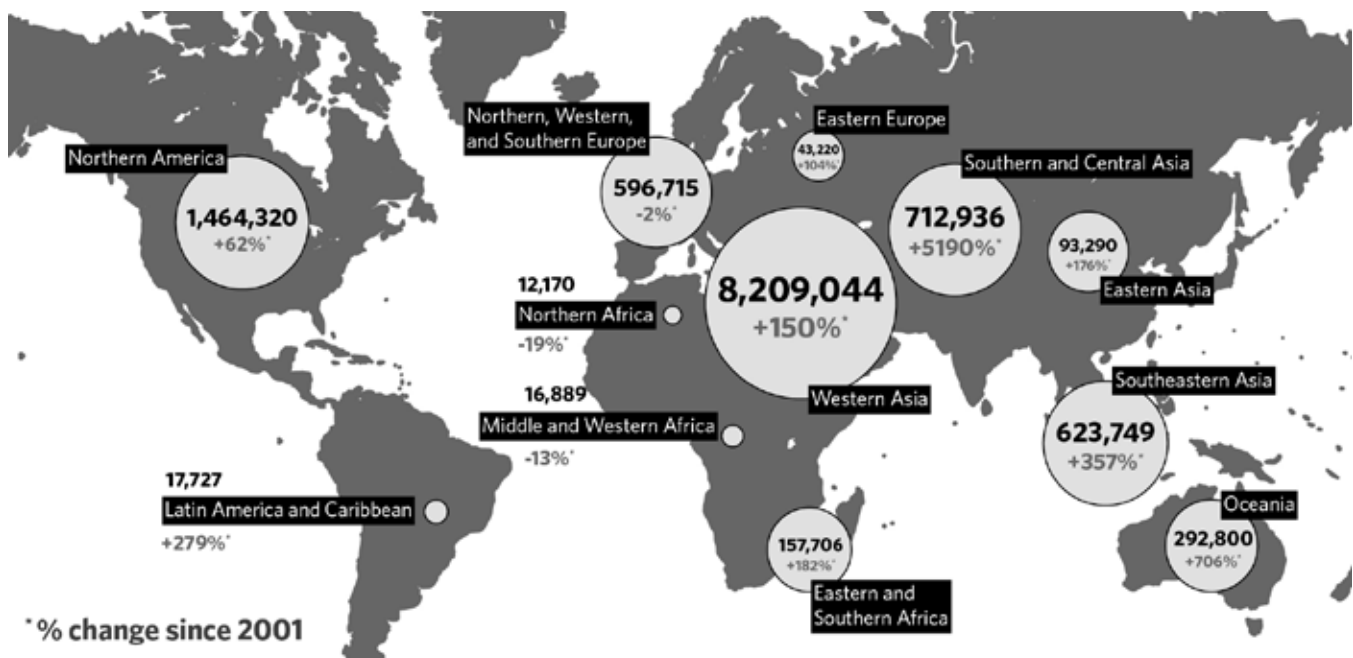 Northern America
1,464,320
+62%*
Northern, Western,
and Southern Europe
596,715
-2%*
Eastern Europe
43,220
+104%*
Southern and Central Asia
712,936
+5190%*
93,290
+176%*
Eastern Asia
8,209,044
+150%*
Western Asia
12,170
Northern Africa
-19%*
16,889
Middle and Western Africa
-13%*
Southeastern Asia
623,749
+357%*
17,727
Latin America and Caribbean
+279%*
157,706
+182%*
Eastern and
Southern Africa
Oceania
292,800
+706%*
*% change since 2001